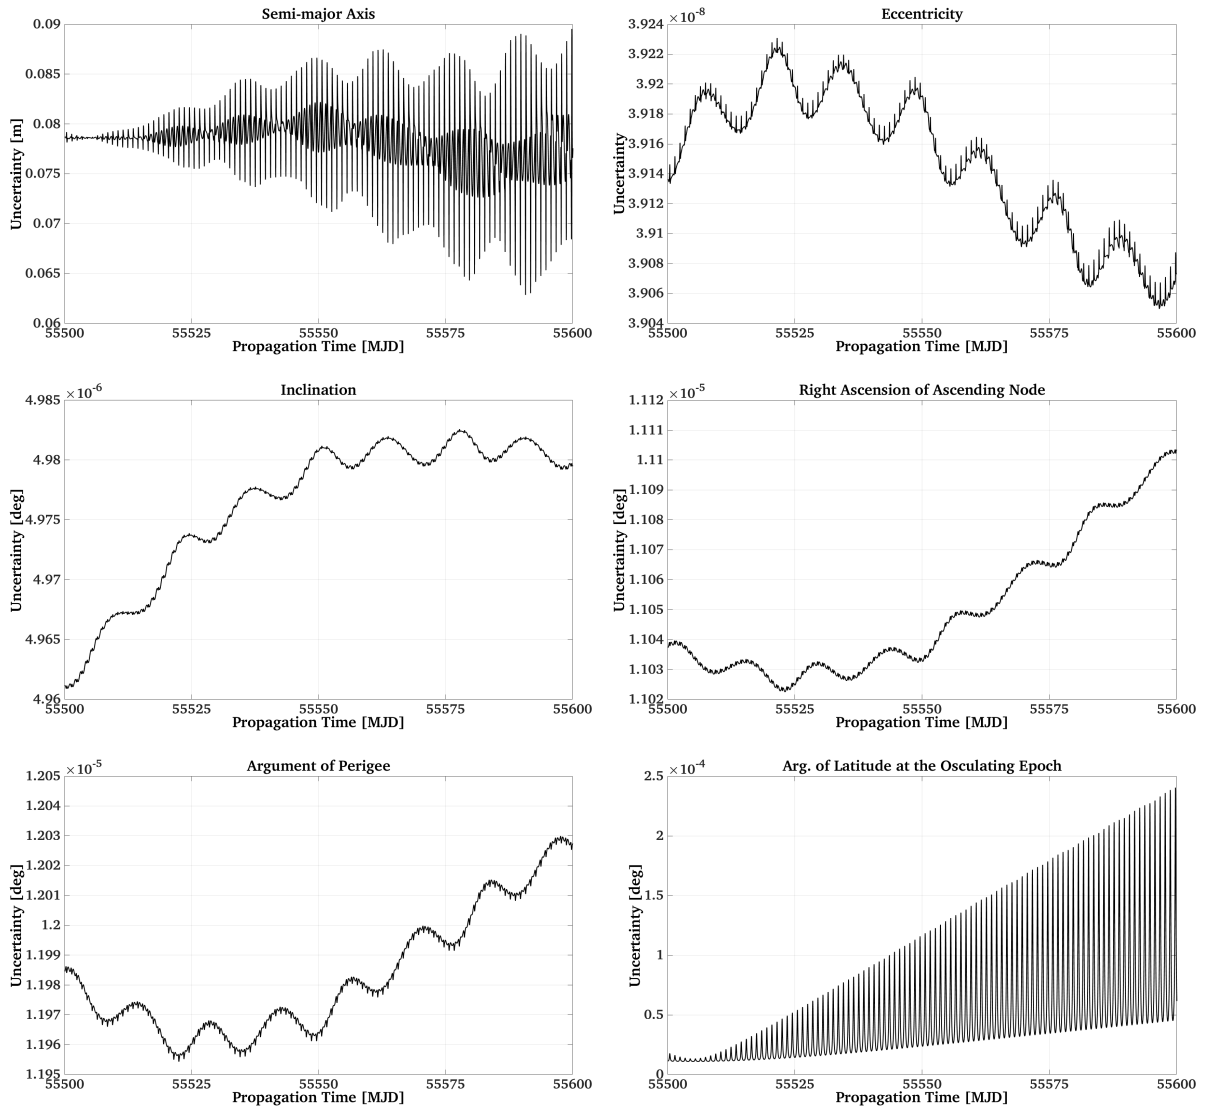 Semi-major Axis
0.09
0.085
0.08
0.075
0.07
0.065
0.06
Uncertainty [m]
55500 55525 55550 55575 55600
Propagation Time [MJD]
Eccentricity
×10-8
3.924
3.922
3.92
3.918
3.916
3.914
3.912
3.91
3.908
3.906
3.904
Uncertainty
55500 55525 55550 55575 55600
Propagation Time [MJD]
Inclination
×10-6
4.985
4.98
4.975
4.97
4.965
4.96
Uncertainty [deg]
55500 55525 55550 55575 55600
Propagation Time [MJD]
Right Ascension of Ascending Node
×10-5
1.112
1.111
1.11
1.109
1.108
1.107
1.106
1.105
1.104
1.103
1.102
Uncertainty [deg]
55500 55525 55550 55575 55600
Propagation Time [MJD]
Argument of Perigee
×10-5
1.205
1.204
1.203
1.202
1.201
1.2
1.199
1.198
1.197
1.196
1.195
Uncertainty [deg]
55500 55525 55550 55575 55600
Propagation Time [MJD]
Arg. of Latitude at the Osculating Epoch
×10-4
2.5
2
1.5
1
0.5
0
Uncertainty [deg]
55500 55525 55550 55575 55600
Propagation Time [MJD]